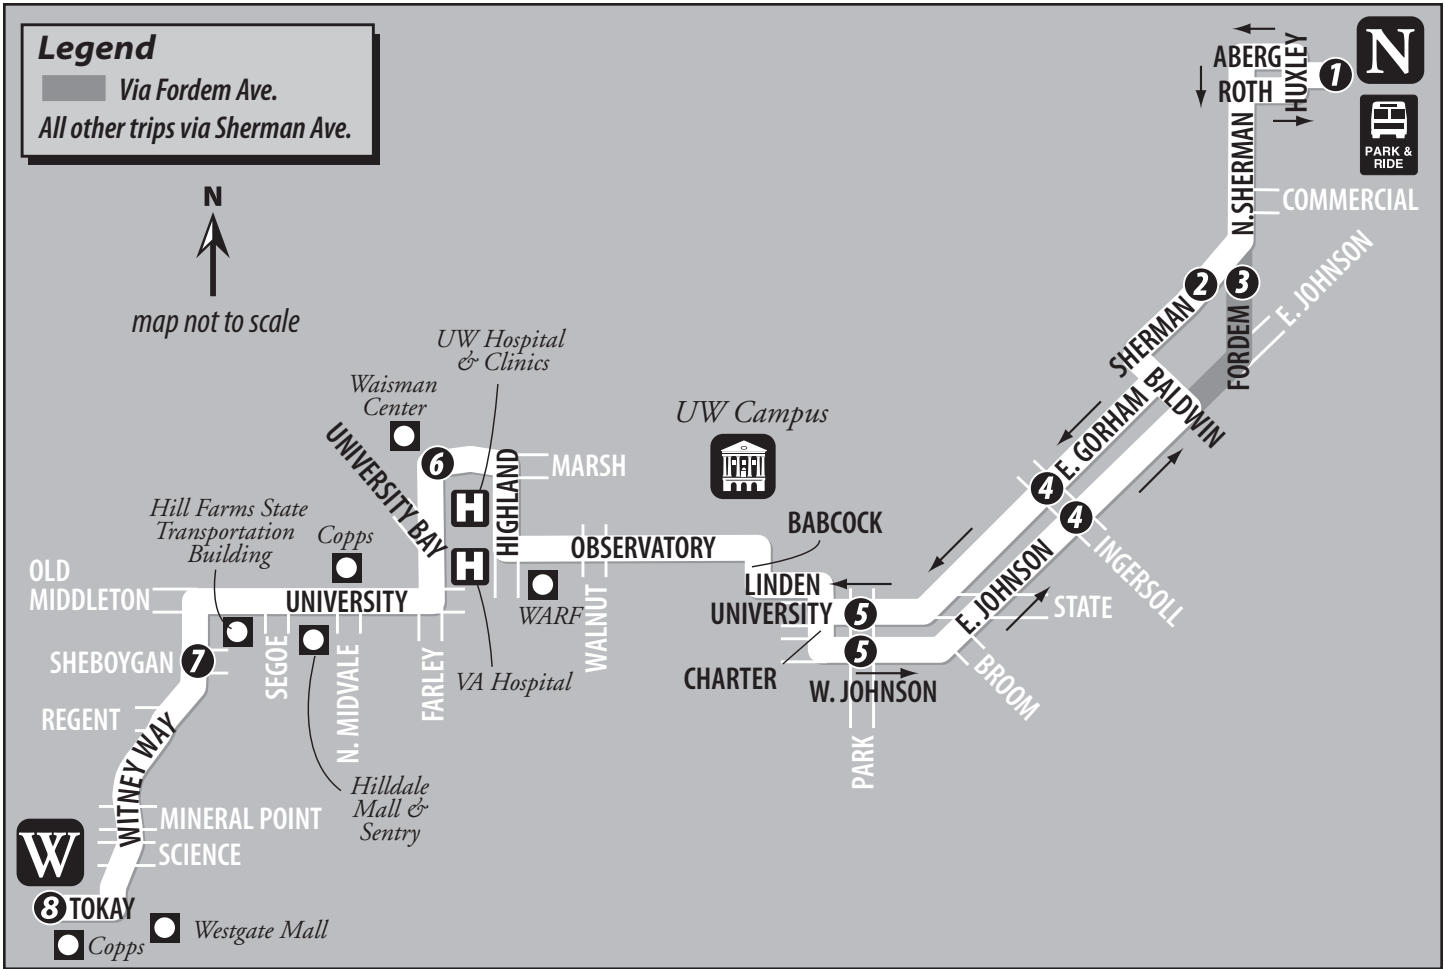 Legend
Via Fordem Ave.
All other trips via Sherman Ave.
N
map not to scale
ABERG
ROTH
HUXLEY
1
N
PARK &
RIDE
N.SHERMAN
COMMERCIAL
E. JOHNSON
2
3
SHERMAN
FORDEM
BALDWIN
E. GORHAM
4
4
INGERSOLL
E. JOHNSON
STATE
BROOM
UW Campus
BABCOCK
LINDEN
UNIVERSITY
5
5
CHARTER
W. JOHNSON
PARK
UW Hospital
& Clinics
Waisman
Center
6
UNIVERSITY BAY
H
H
HIGHLAND
MARSH
OBSERVATORY
WARF
WALNUT
VA Hospital
Hill Farms State
Transportation
Building
Copps
OLD
MIDDLETON
UNIVERSITY
SHEBOYGAN
7
SEGOE
N. MIDVALE
FARLEY
REGENT
WITNEY WAY
Hilldale
Mall &
Sentry
MINERAL POINT
SCIENCE
W
8
TOKAY
Westgate Mall
Copps